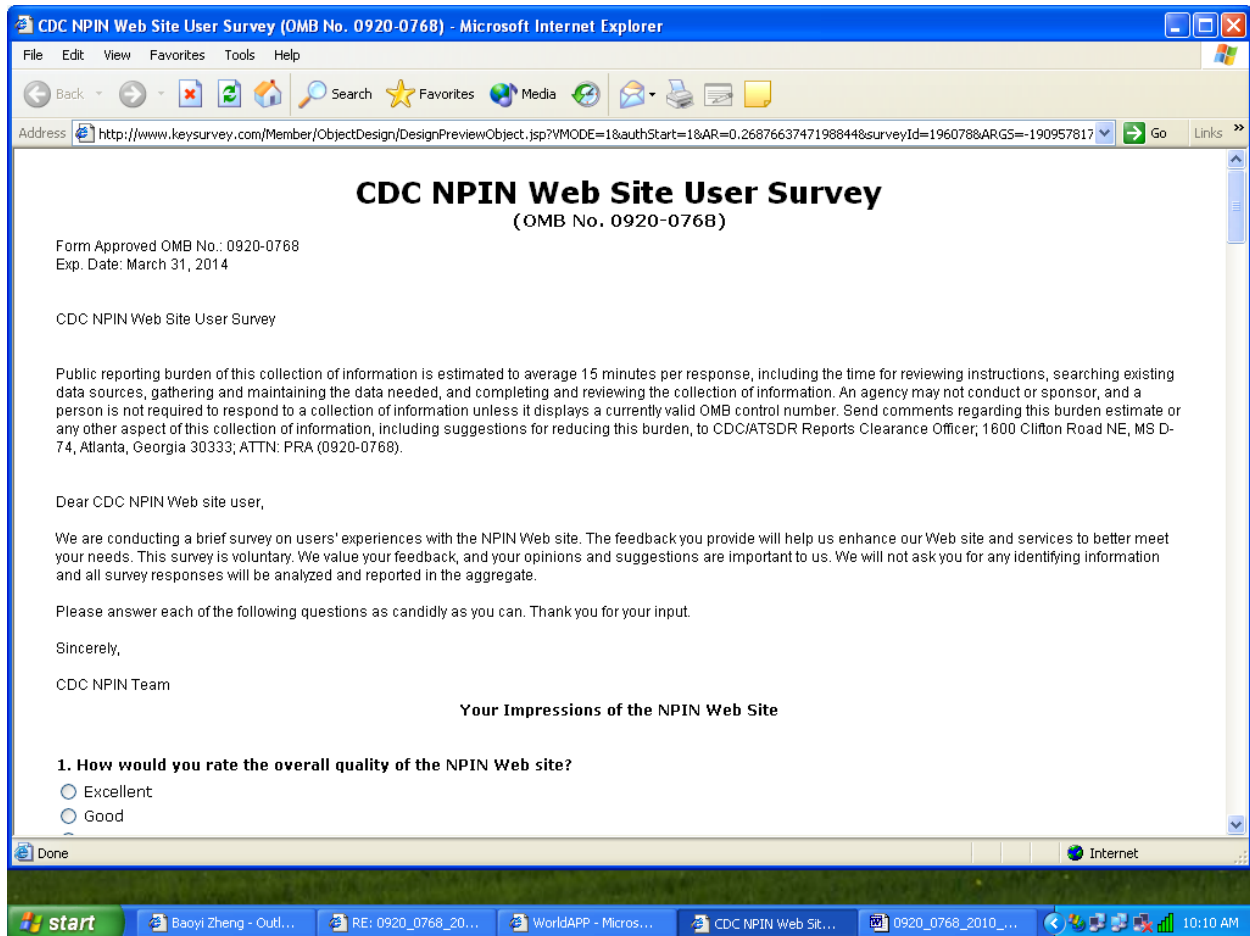 CDC NPIN Web Site User Survey (OMB No. 0920-0768) - Microsoft Internet Explorer
File Edit View Favorites Tools Help
Back Search Favorites Media
Address http://www.keysurvey.com/Member/ObjectDesign/DesignPreviewObject.jsp?VMODE=1&authStart=1&AR=0.2687663747198844&surveyId=196078&ARGS=-190957817 Go Links »
CDC NPIN Web Site User Survey
(OMB No. 0920-0768)
Form Approved OMB No.: 0920-0768
Exp. Date: March 31, 2014
CDC NPIN Web Site User Survey
Public reporting burden of this collection of information is estimated to average 15 minutes per response, including the time for reviewing instructions, searching existing
data sources, gathering and maintaining the data needed, and completing and reviewing the collection of information. An agency may not conduct or sponsor, and a
person is not required to respond to a collection of information unless it displays a currently valid OMB control number. Send comments regarding this burden estimate or
any other aspect of this collection of information, including suggestions for reducing this burden, to CDC/ATSDR Reports Clearance Officer; 1600 Clifton Road NE, MS D-
74, Atlanta, Georgia 30333; ATTN: PRA (0920-0768).
Dear CDC NPIN Web site user,
We are conducting a brief survey on users' experiences with the NPIN Web site. The feedback you provide will help us enhance our Web site and services to better meet
your needs. This survey is voluntary. We value your feedback, and your opinions and suggestions are important to us. We will not ask you for any identifying information
and all survey responses will be analyzed and reported in the aggregate.
Please answer each of the following questions as candidly as you can. Thank you for your input.
Sincerely,
CDC NPIN Team
Your Impressions of the NPIN Web Site
1. How would you rate the overall quality of the NPIN Web site?
Excellent
Good
Done Internet
start Baoyi Zheng - Outl... RE: 0920_0768_20... WorldAPP - Micros... CDC NPIN Web Sit... 0920_0768_2010_... 10:10 AM